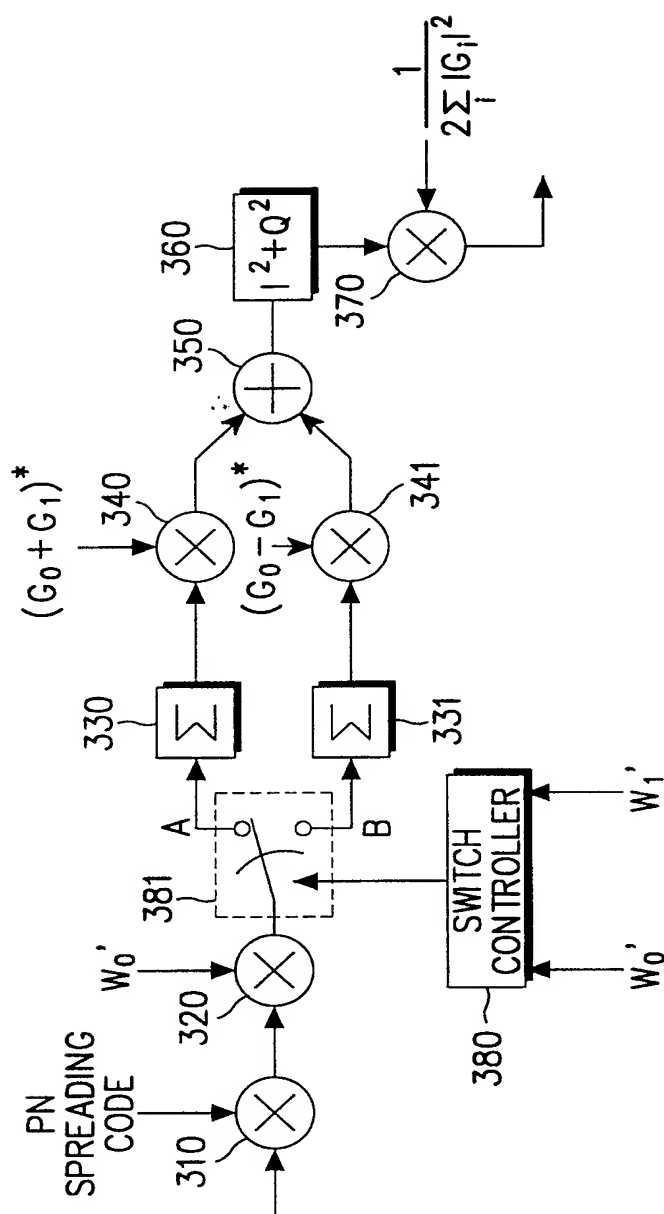 PN
SPREADING
CODE
310
W₀'
320
381
A
B
330
Σ
331
Σ
(G₀+G₁)*
340
(G₀−G₁)*
341
350
360
I²+Q²
370
1
2Σ|Gᵢ|²
i
380
SWITCH
CONTROLLER
W₀'
W₁'